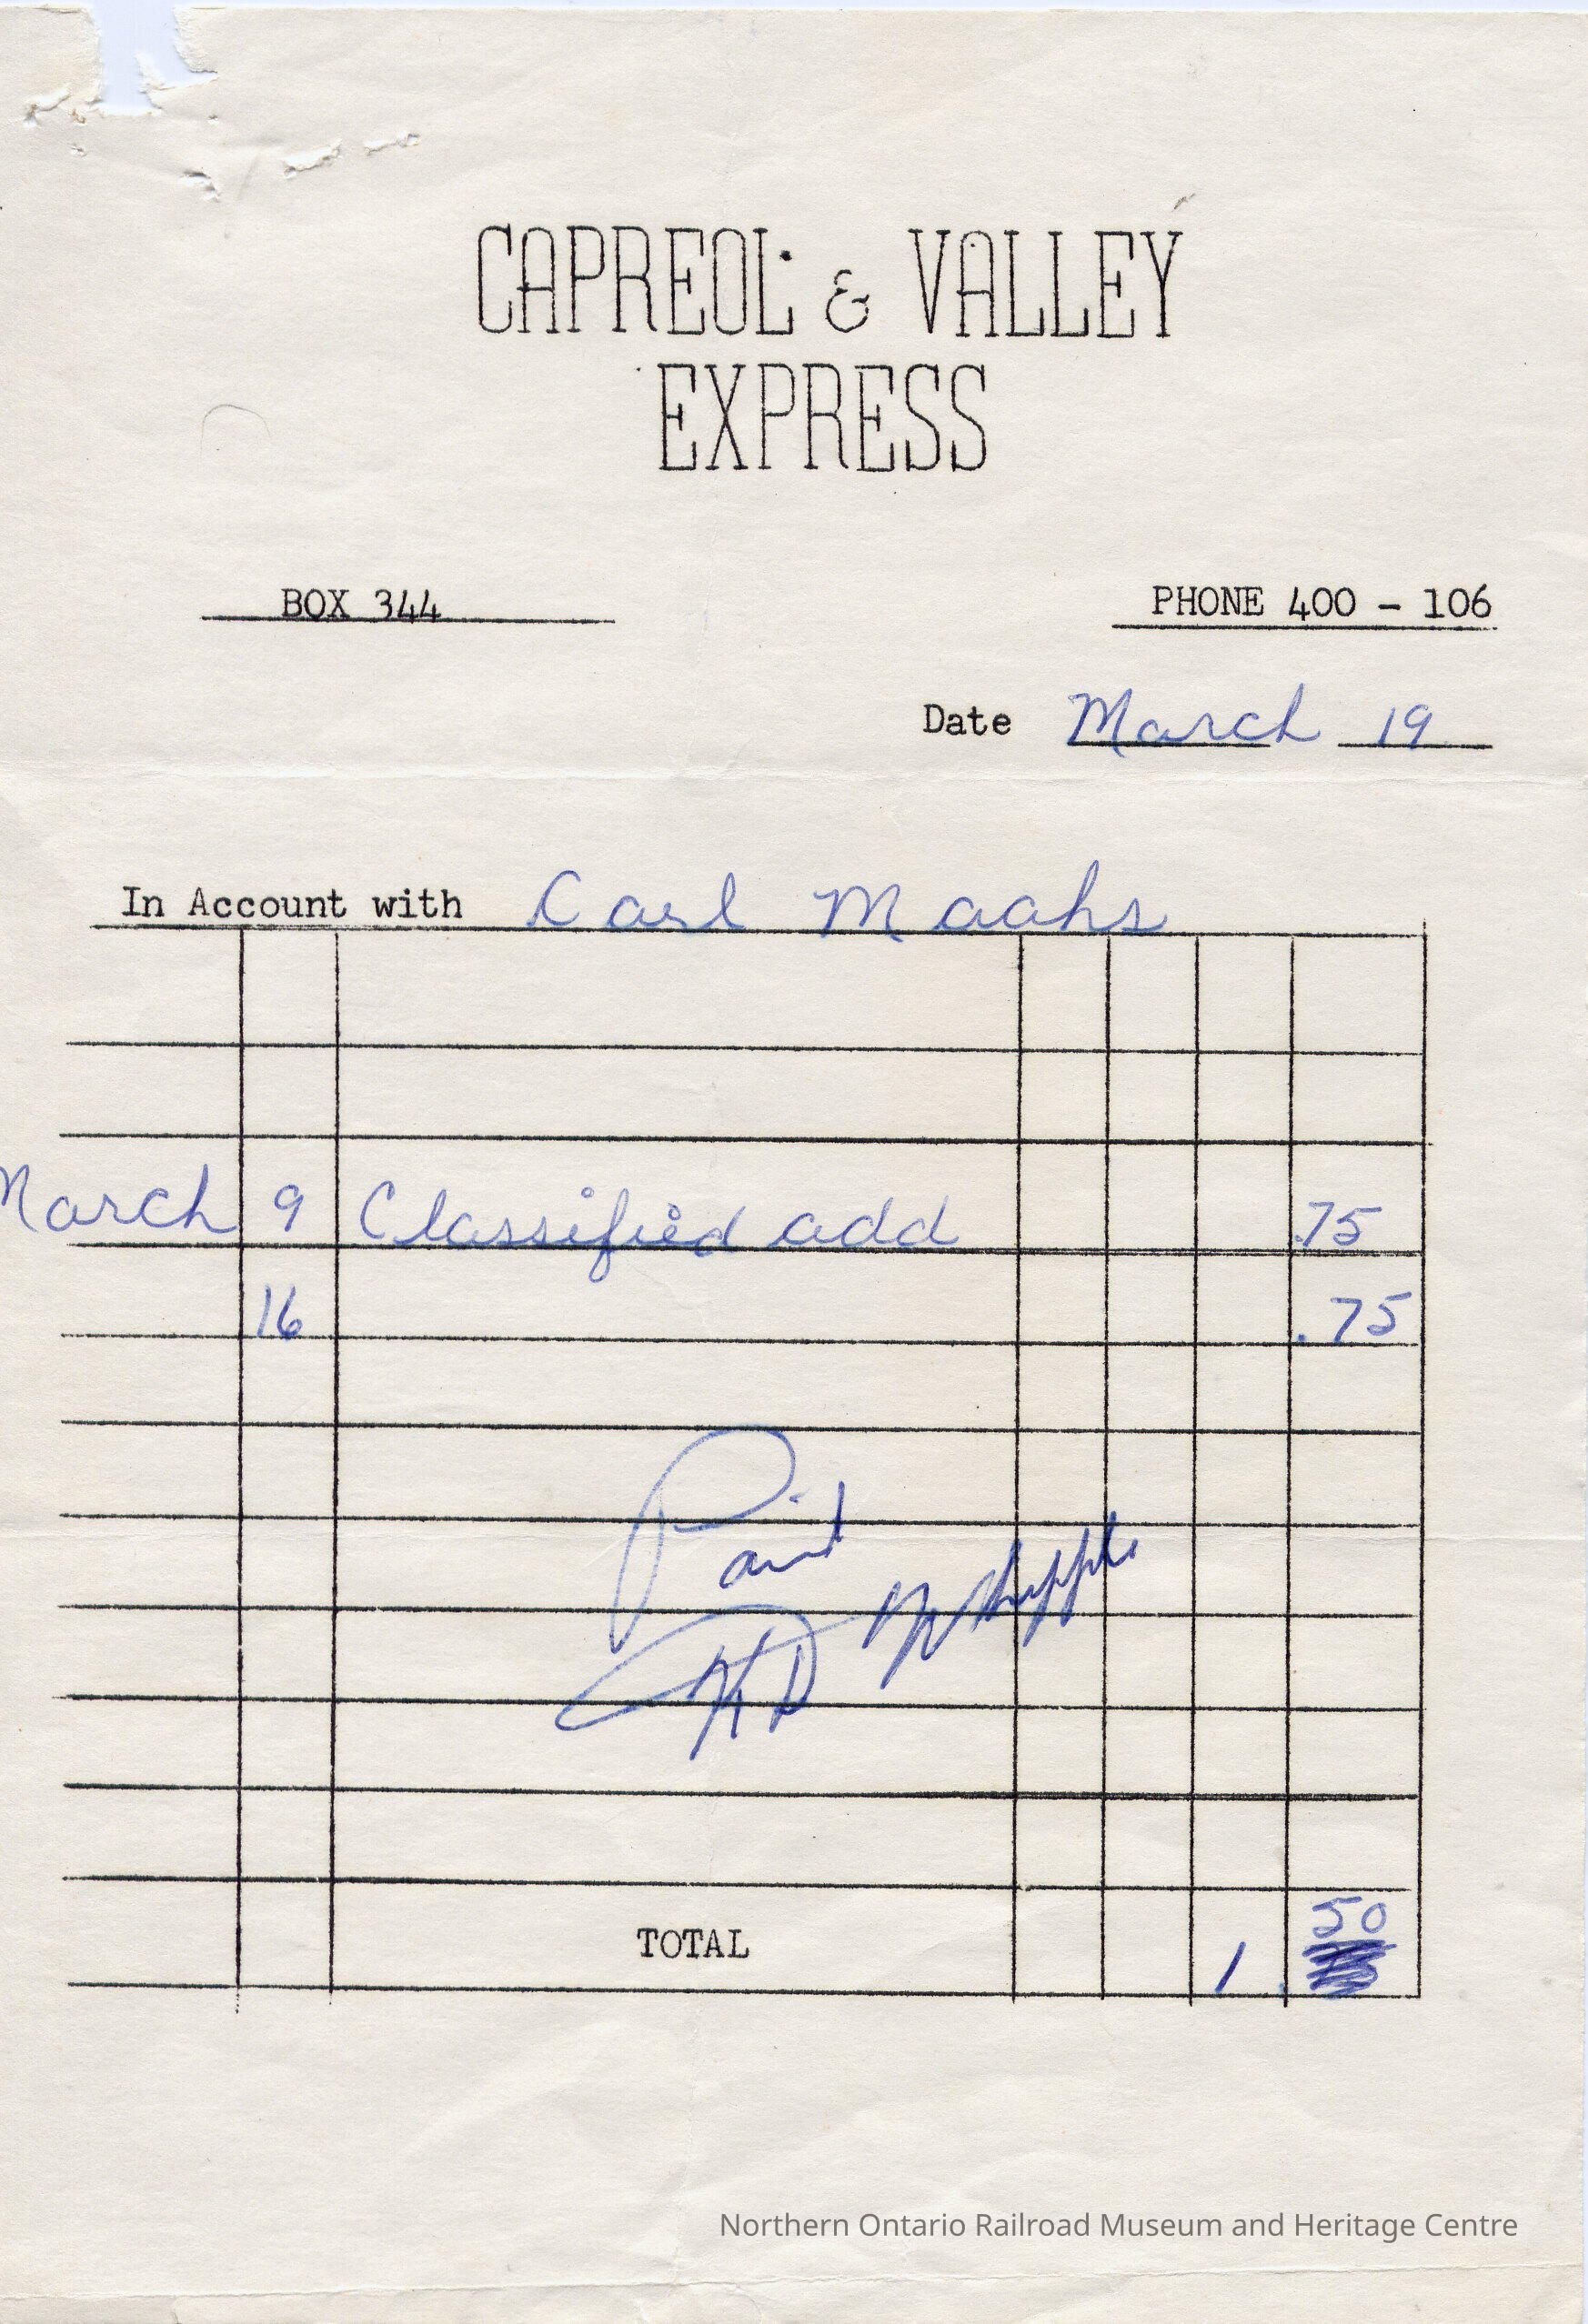 CAPREOL & VALLEY
EXPRESS
BOX 344
PHONE 400 - 106
Date March 19
In Account with Carl Maahs
March 9 Classified add .75
16 .75
Paid
TOTAL 1.50
Northern Ontario Railroad Museum and Heritage Centre